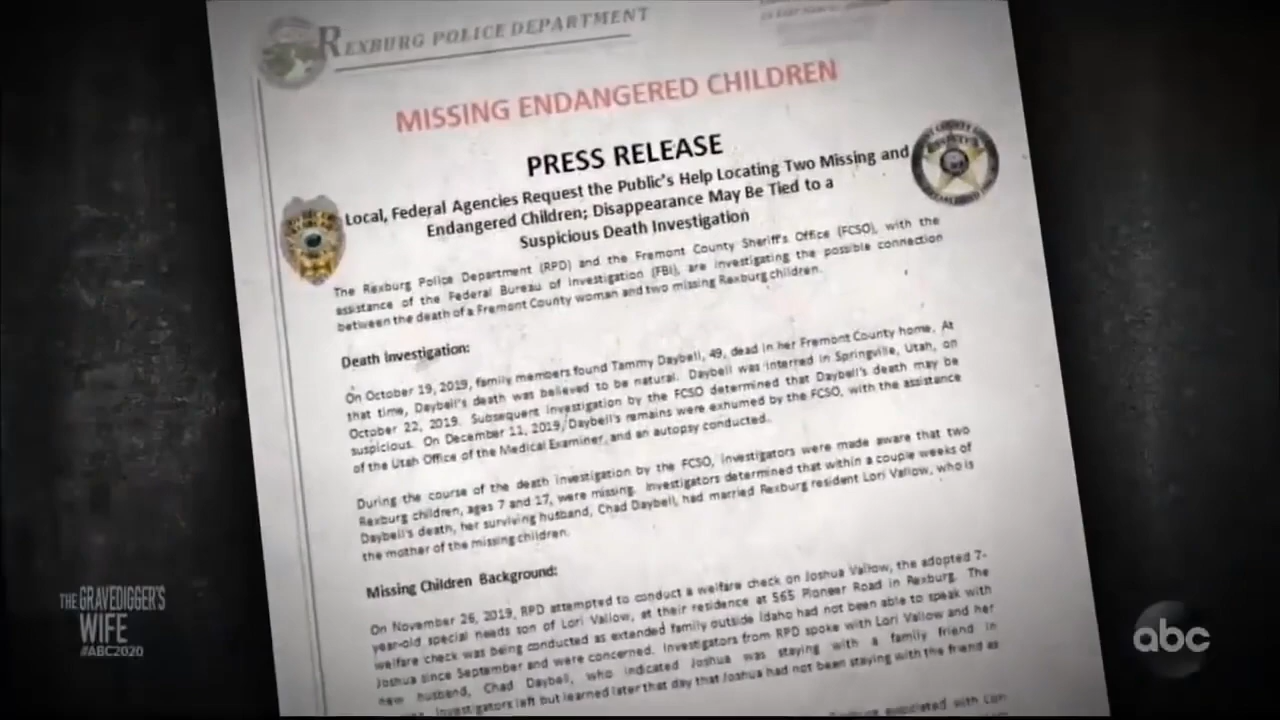 REXBURG POLICE DEPARTMENT
MISSING ENDANGERED CHILDREN
PRESS RELEASE
Local, Federal Agencies Request the Public's Help Locating Two Missing and
Endangered Children; Disappearance May Be Tied to a
Suspicious Death Investigation
The Rexburg Police Department (RPD) and the Fremont County Sheriff's Office (FCSO), with the
assistance of the Federal Bureau of Investigation (FBI), are investigating the possible connection
between the death of a Fremont County woman and two missing Rexburg children.
Death Investigation:
On October 19, 2019, family members found Tammy Daybell, 49, dead in her Fremont County home. At
that time, Daybell's death was believed to be natural. Daybell was interred in Springville, Utah, on
October 22, 2019. Subsequent investigation by the FCSO determined that Daybell's death may be
suspicious. On December 11, 2019, Daybell's remains were exhumed by the FCSO, with the assistance
of the Utah Office of the Medical Examiner, and an autopsy conducted.
During the course of the death investigation by the FCSO, investigators were made aware that two
Rexburg children, ages 7 and 17, were missing. Investigators determined that within a couple weeks of
Daybell's death, her surviving husband, Chad Daybell, had married Rexburg resident Lori Vallow, who is
the mother of the missing children.
Missing Children Background:
On November 26, 2019, RPD attempted to conduct a welfare check on Joshua Vallow, the adopted 7-
year-old special needs son of Lori Vallow, at their residence at 565 Pioneer Road in Rexburg. The
welfare check was being conducted as extended family outside Idaho had not been able to speak with
Joshua since September and were concerned. Investigators from RPD spoke with Lori Vallow and her
new husband, Chad Daybell, who indicated Joshua was staying with a family friend in
Investigators left but learned later that day that Joshua had not been staying with the friend as
associated with Lori
THE GRAVEDIGGER'S
WIFE
#ABC2020
abc